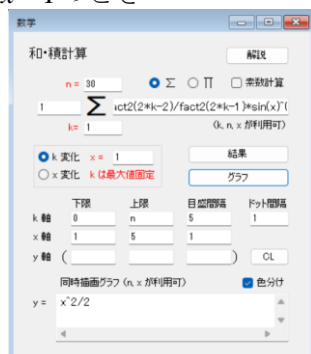 数学
和・積計算
解説
n = 30
Σ
∏
素数計算
1
Σ
ict2(2*k-2)/fact2(2*k-1)*sin(x)^(
k= 1
(k, n, x が利用可)
k 変化 x = 1
x 変化 k は最大値固定
結果
グラフ
下限 上限 目盛間隔 ドット間隔
k 軸 0 n 5 1
x 軸 1 5 1
y 軸 ( ) CL
同時描画グラフ (n, x が利用可)
色分け
y = x^2/2